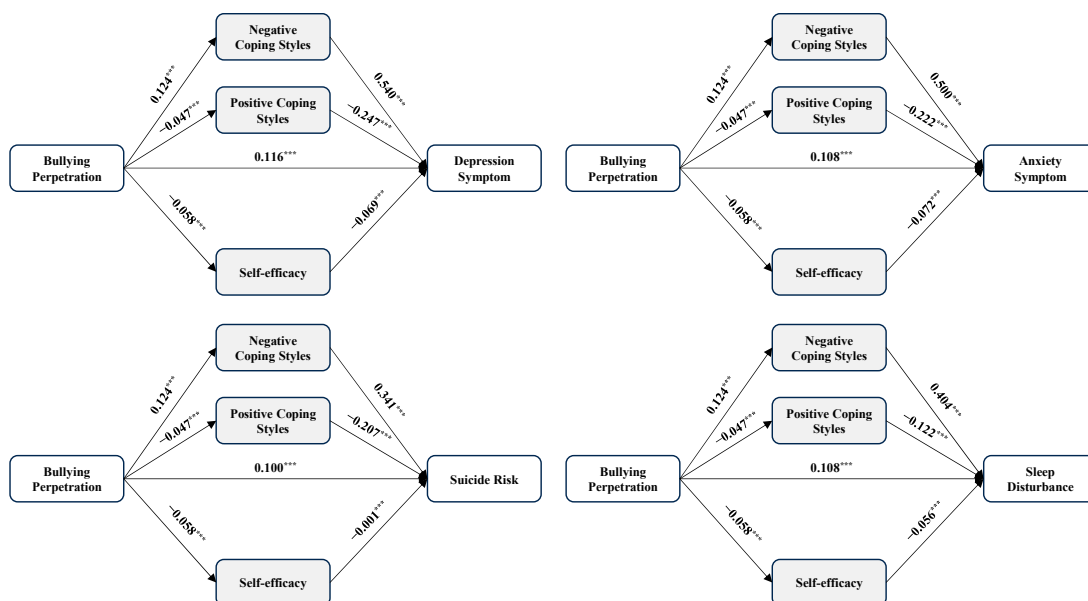 Negative
Coping Styles
0.124***
0.540***
Positive Coping
Styles
−0.047***
−0.247***
Bullying
Perpetration
0.116***
Depression
Symptom
−0.058***
−0.069***
Self-efficacy
Negative
Coping Styles
0.124***
0.500***
Positive Coping
Styles
−0.047***
−0.222***
Bullying
Perpetration
0.108***
Anxiety
Symptom
−0.058***
−0.072***
Self-efficacy
Negative
Coping Styles
0.124***
0.341***
Positive Coping
Styles
−0.047***
−0.207***
Bullying
Perpetration
0.100***
Suicide Risk
−0.058***
−0.001***
Self-efficacy
Negative
Coping Styles
0.124***
0.404***
Positive Coping
Styles
−0.047***
−0.122***
Bullying
Perpetration
0.108***
Sleep
Disturbance
−0.058***
−0.056***
Self-efficacy